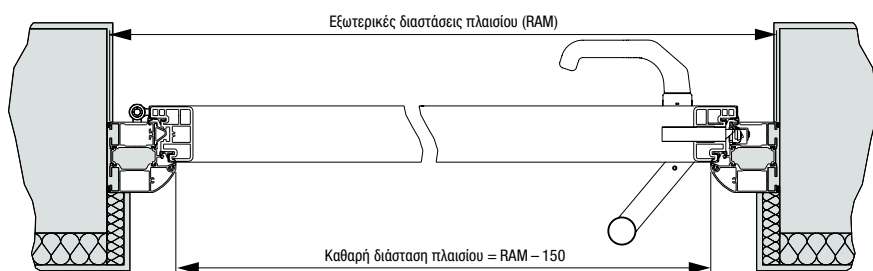 Εξωτερικές διαστάσεις πλαισίου (RAM)
Καθαρή διάσταση πλαισίου = RAM – 150